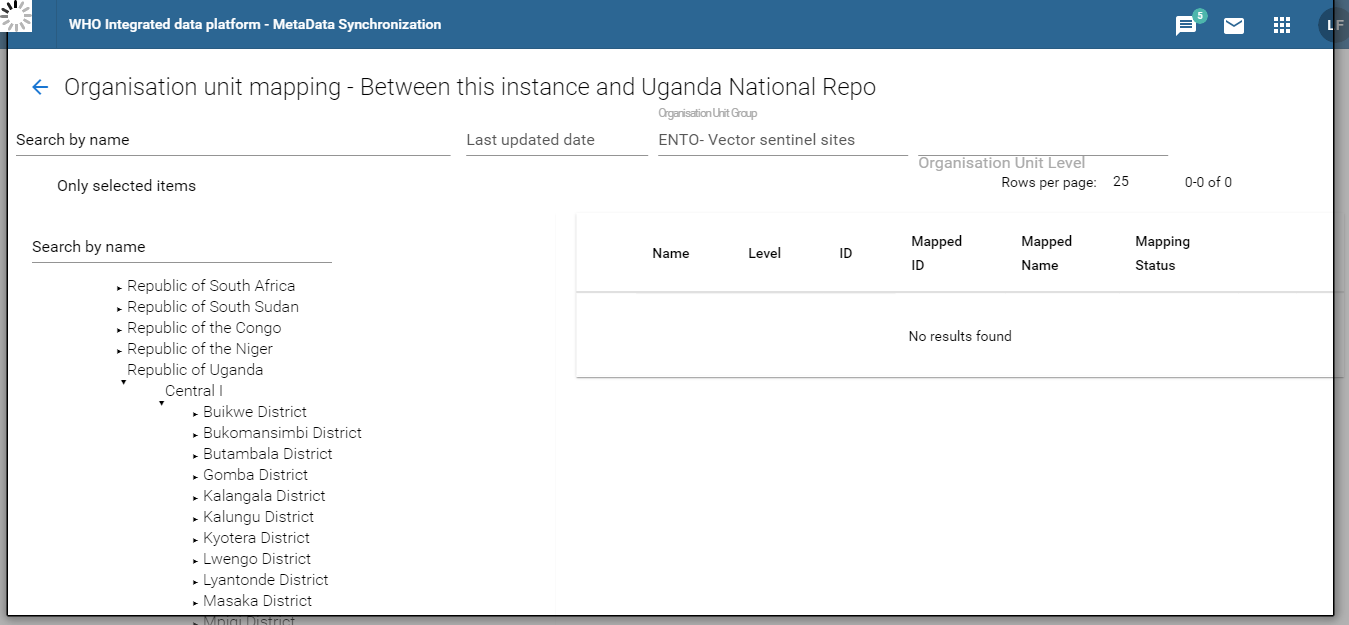 WHO Integrated data platform - MetaData Synchronization
5
LF
Organisation unit mapping - Between this instance and Uganda National Repo
Organisation Unit Group
Search by name
Last updated date
ENTO- Vector sentinel sites
Organisation Unit Level
Only selected items
Rows per page: 25 0-0 of 0
Search by name
Name Level ID Mapped ID Mapped Name Mapping Status
No results found
Republic of South Africa
Republic of South Sudan
Republic of the Congo
Republic of the Niger
Republic of Uganda
Central I
Buikwe District
Bukomansimbi District
Butambala District
Gomba District
Kalangala District
Kalungu District
Kyotera District
Lwengo District
Lyantonde District
Masaka District
Mpigi District